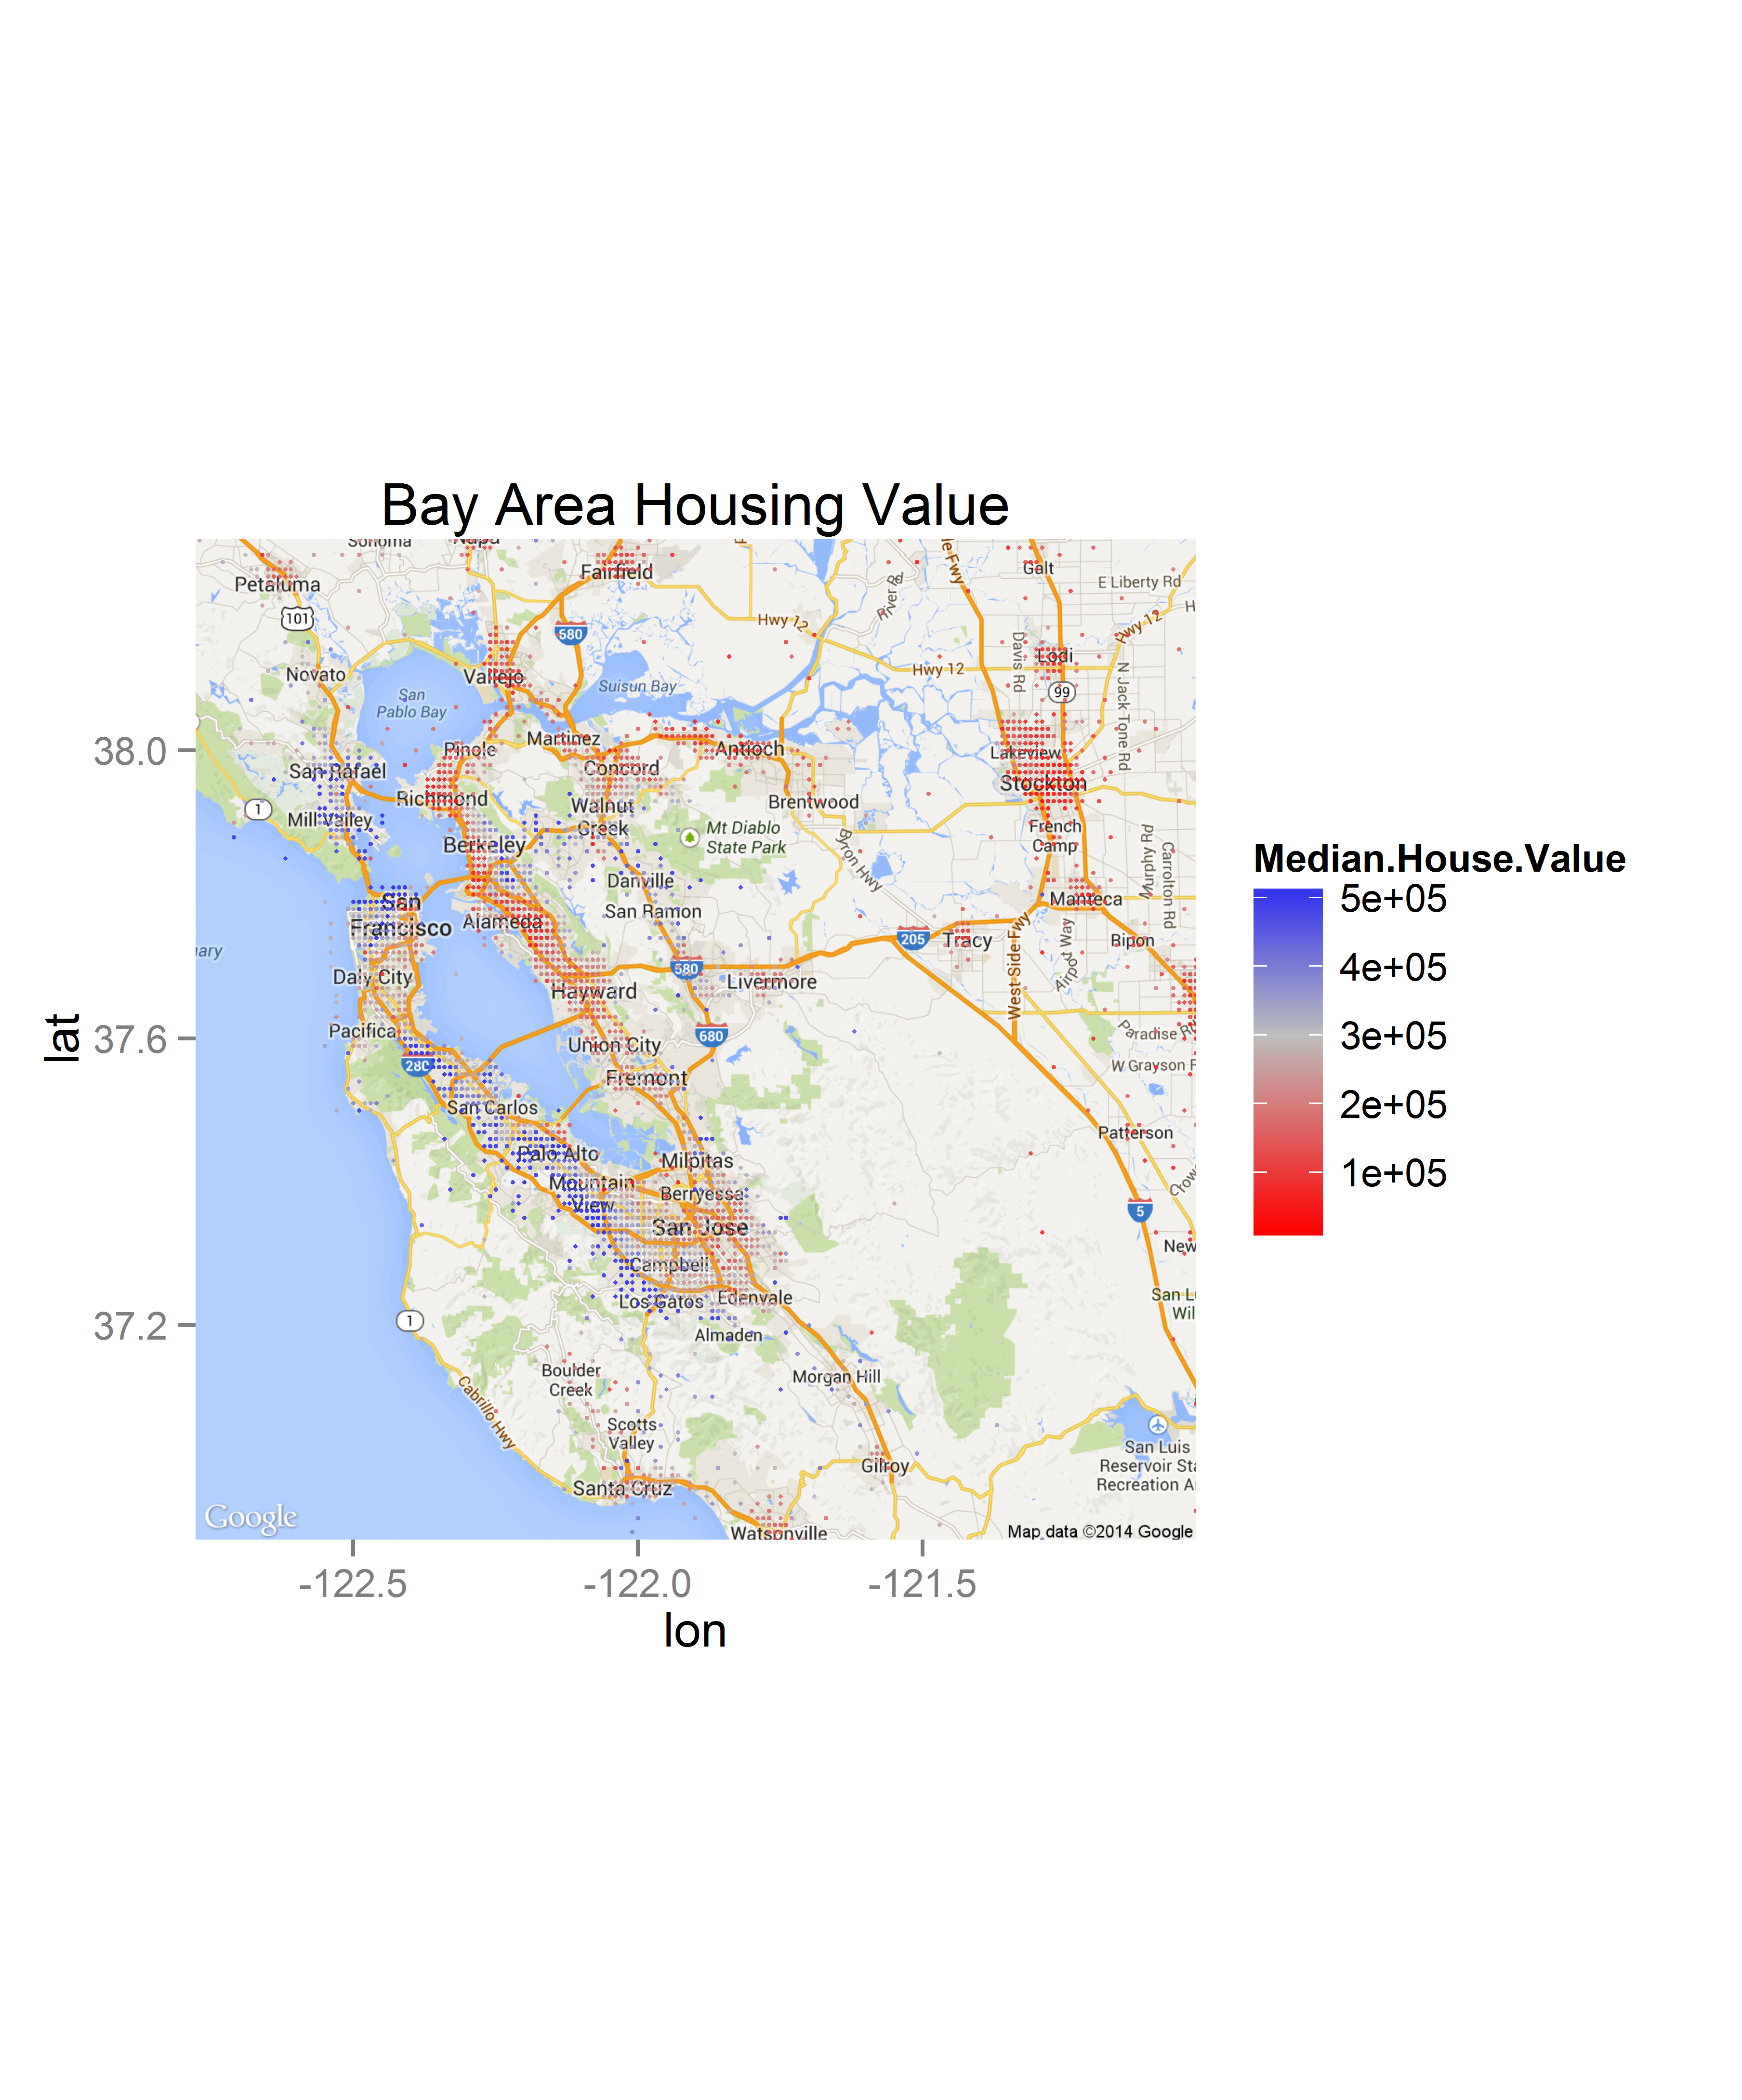 Bay Area Housing Value
Sonoma
Napa
Petaluma
Fairfield
le Fwy
Galt
E Liberty Rd
River Rd
101
680
Hwy 12
Hwy 12
H
Novato
Vallejo
Suisun Bay
Hwy 12
Davis Rd
Lodi
N Jack Tone Rd
99
San
Pablo Bay
Pinole
Martinez
Antioch
Lakeview
San Rafael
Concord
Stockton
Richmond
1
Mill Valley
Walnut
Creek
Brentwood
Mt Diablo
State Park
French
Camp
Byron Hwy
Murphy Rd
Carrolton Rd
Berkeley
Danville
San
Francisco
Alameda
San Ramon
Manteca
205
Tracy
Ripon
West Side Fwy
Airport Way
uary
Daly City
580
Livermore
Hayward
Pacifica
Union City
680
Paradise Rd
280
Fremont
W Grayson R
San Carlos
Patterson
Palo Alto
Milpitas
Mountain
View
Berryessa
Crow
5
San Jose
New
Campbell
Los Gatos
Edenvale
San Lu
Wil
1
Almaden
Boulder
Creek
Morgan Hill
Cabrillo Hwy
Scotts
Valley
Gilroy
San Luis
Reservoir Sta
Recreation A
Santa Cruz
Watsonville
Google
Map data ©2014 Google
38.0
37.6
37.2
lat
-122.5
-122.0
-121.5
lon
Median.House.Value
5e+05
4e+05
3e+05
2e+05
1e+05